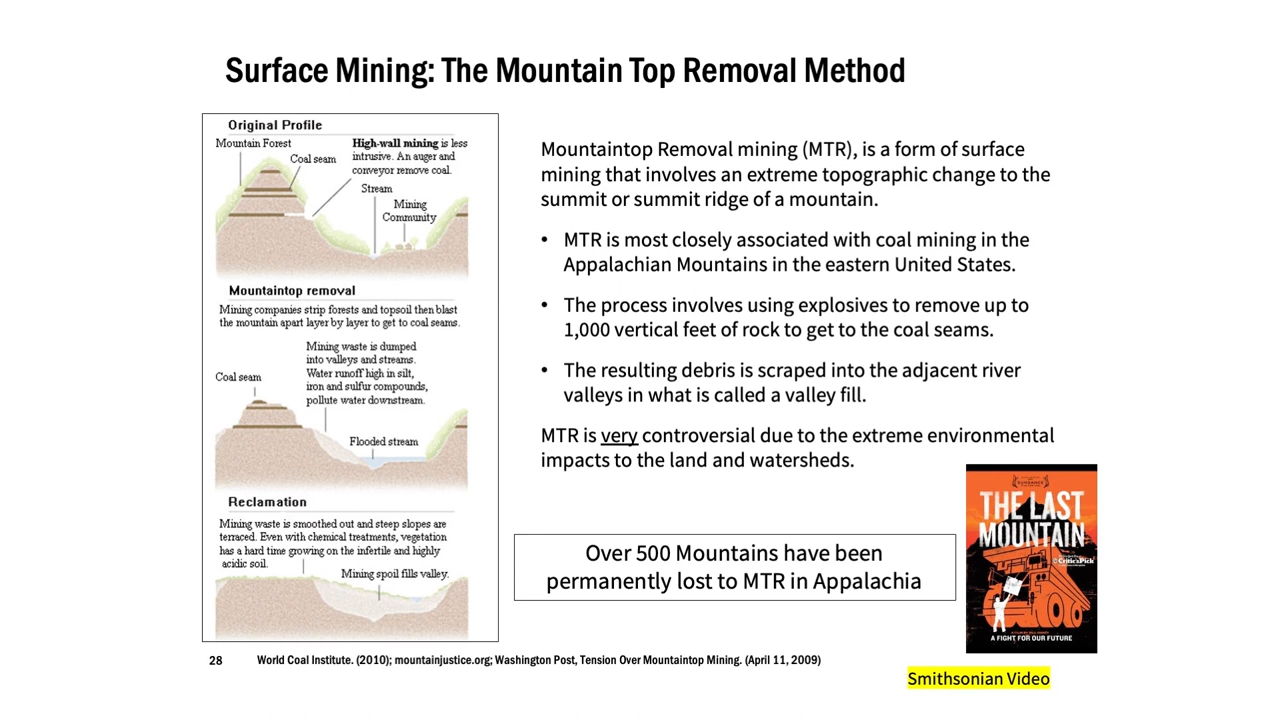 Surface Mining: The Mountain Top Removal Method
Original Profile
Mountain Forest
Coal seam
High-wall mining is less
intrusive. An auger and
conveyor remove coal.
Stream
Mining
Community
Mountaintop removal
Mining companies strip forests and topsoil then blast
the mountain apart layer by layer to get to coal seams.
Mining waste is dumped
into valleys and streams.
Water runoff high in silt,
iron and sulfur compounds,
pollute water downstream.
Coal seam
Flooded stream
Reclamation
Mining waste is smoothed out and steep slopes are
terraced. Even with chemical treatments, vegetation
has a hard time growing on the infertile and highly
acidic soil.
Mining spoil fills valley.
Mountaintop Removal mining (MTR), is a form of surface
mining that involves an extreme topographic change to the
summit or summit ridge of a mountain.
• MTR is most closely associated with coal mining in the
Appalachian Mountains in the eastern United States.
• The process involves using explosives to remove up to
1,000 vertical feet of rock to get to the coal seams.
• The resulting debris is scraped into the adjacent river
valleys in what is called a valley fill.
MTR is very controversial due to the extreme environmental
impacts to the land and watersheds.
Over 500 Mountains have been
permanently lost to MTR in Appalachia
SUNDANCE
THE LAST
MOUNTAIN
Critics' Pick
A FIGHT FOR OUR FUTURE
Smithsonian Video
28
World Coal Institute. (2010); mountainjustice.org; Washington Post, Tension Over Mountaintop Mining. (April 11, 2009)